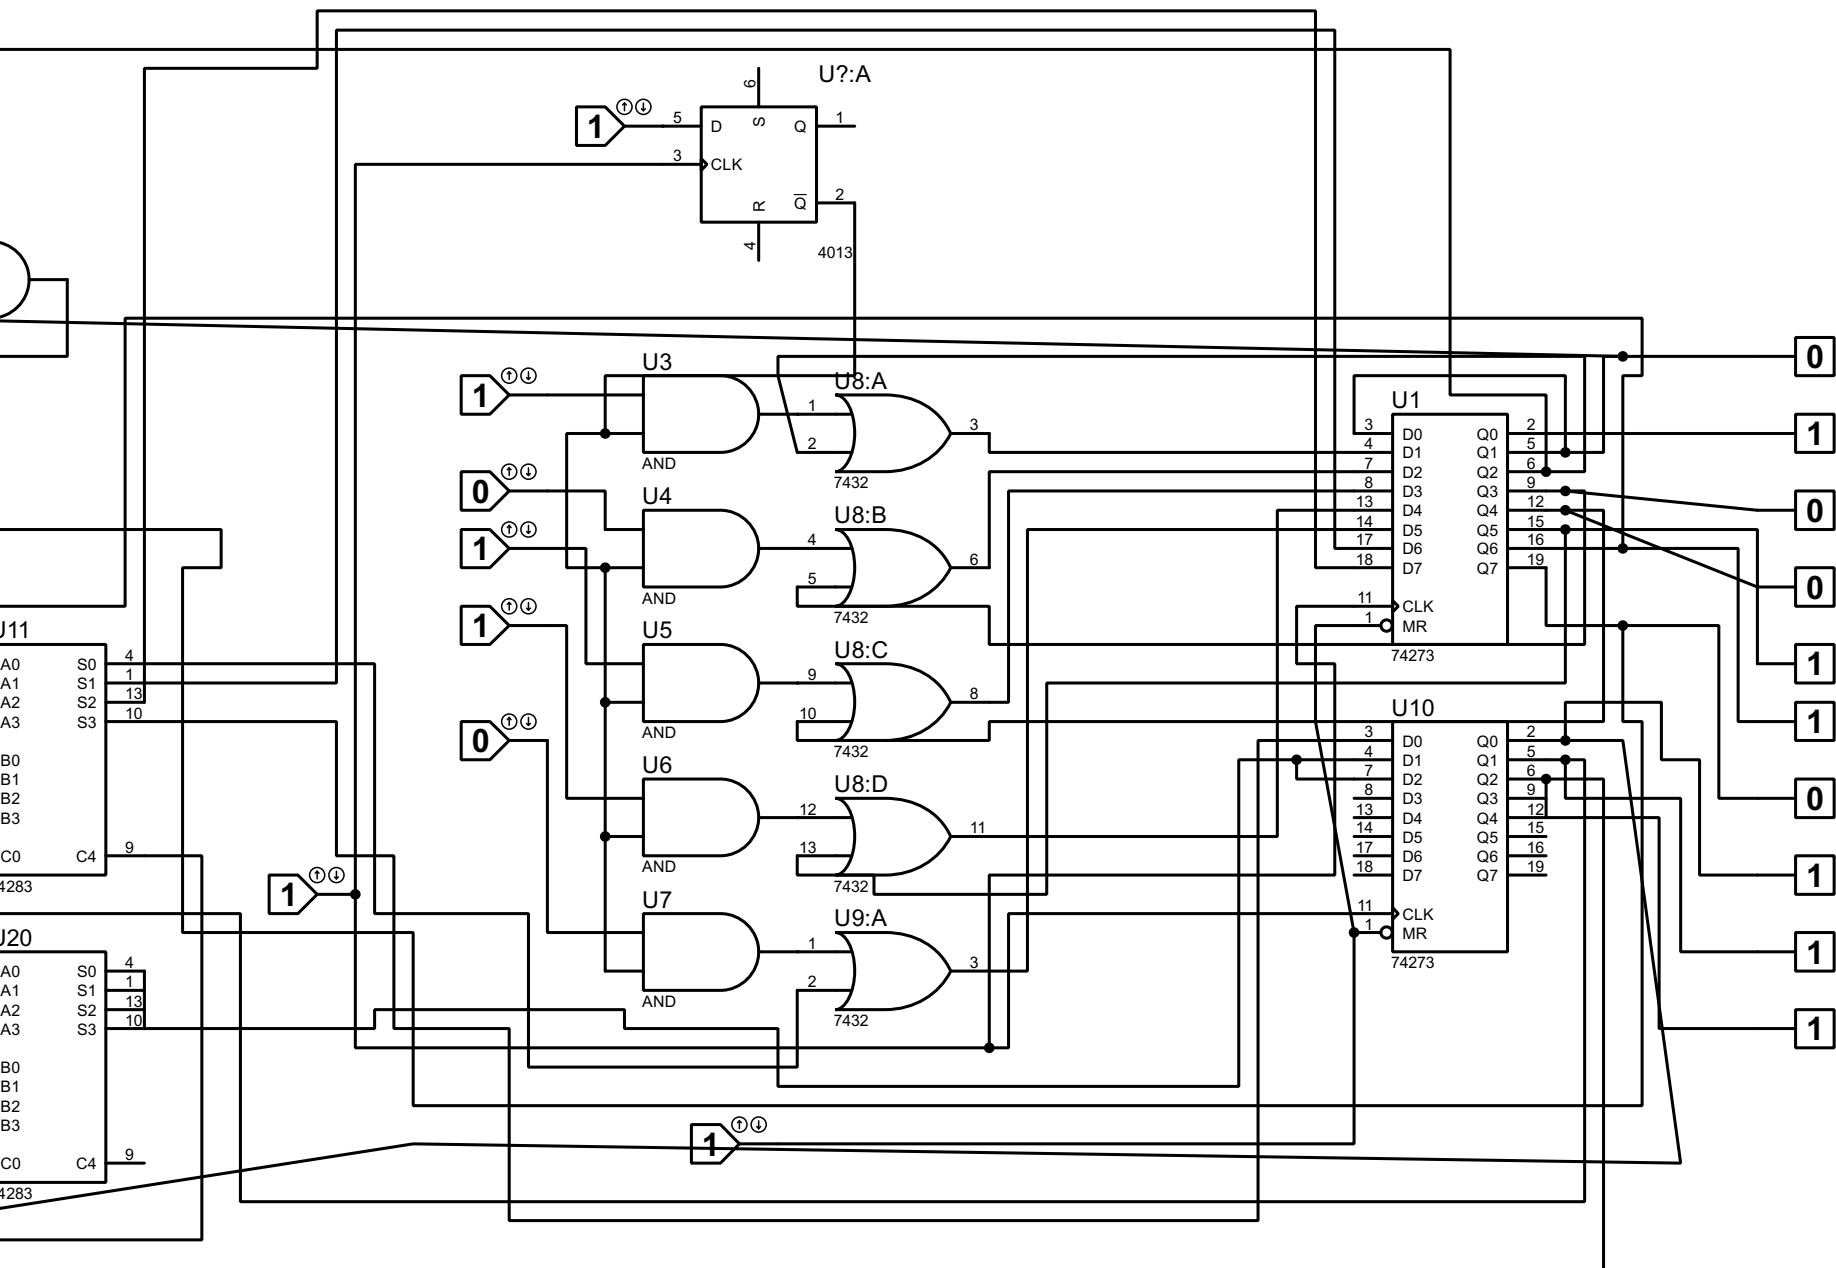 U?:A
6
1
5
D
S
Q
1
3
CLK
R
Q
2
4
4013
0
U3
1
U8:A
1
2
3
AND
7432
U1
3
D0
Q0
2
1
4
D1
Q1
5
7
D2
Q2
6
8
D3
Q3
9
13
D4
Q4
12
0
14
D5
Q5
15
17
D6
Q6
16
18
D7
Q7
19
11
CLK
1
MR
74273
0
U4
U8:B
1
4
5
6
AND
7432
0
1
U5
U8:C
9
10
8
AND
7432
1
1
0
U6
U8:D
12
13
11
AND
7432
U10
3
D0
Q0
2
4
D1
Q1
5
7
D2
Q2
6
8
D3
Q3
9
13
D4
Q4
12
14
D5
Q5
15
17
D6
Q6
16
18
D7
Q7
19
11
CLK
1
MR
74273
0
1
1
1
U11
A0
S0
4
A1
S1
1
A2
S2
13
A3
S3
10
B0
B1
B2
B3
C0
C4
9
4283
1
U7
U9:A
1
2
3
AND
7432
U20
A0
S0
4
A1
S1
1
A2
S2
13
A3
S3
10
B0
B1
B2
B3
C0
C4
9
4283
1